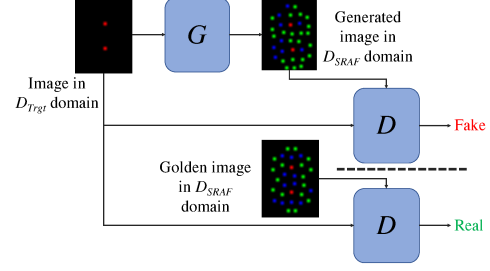 G
Generated
image in
D_SRAF domain
Image in
D_Trgt domain
D
Fake
Golden image
in D_SRAF
domain
D
Real